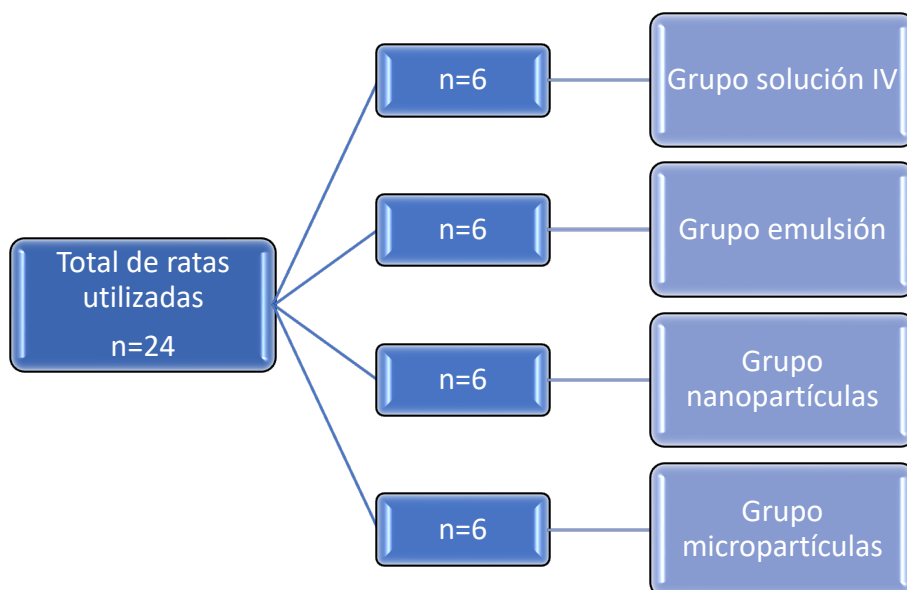 Total de ratas
utilizadas
n=24
n=6
Grupo solución IV
n=6
Grupo emulsión
n=6
Grupo
nanopartículas
n=6
Grupo
micropartículas